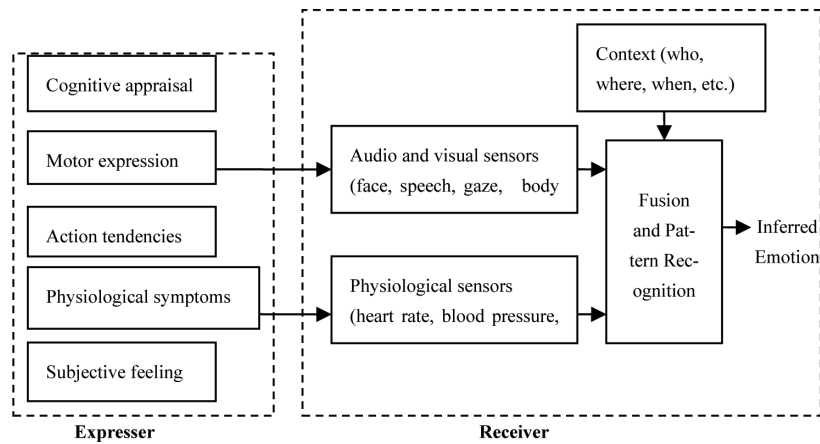 Cognitive appraisal
Motor expression
Action tendencies
Physiological symptoms
Subjective feeling
Expresser
Context (who,
where, when, etc.)
Audio and visual sensors
(face, speech, gaze, body
Physiological sensors
(heart rate, blood pressure,
Fusion
and Pat-
tern Rec-
ognition
Inferred
Emotion
Receiver